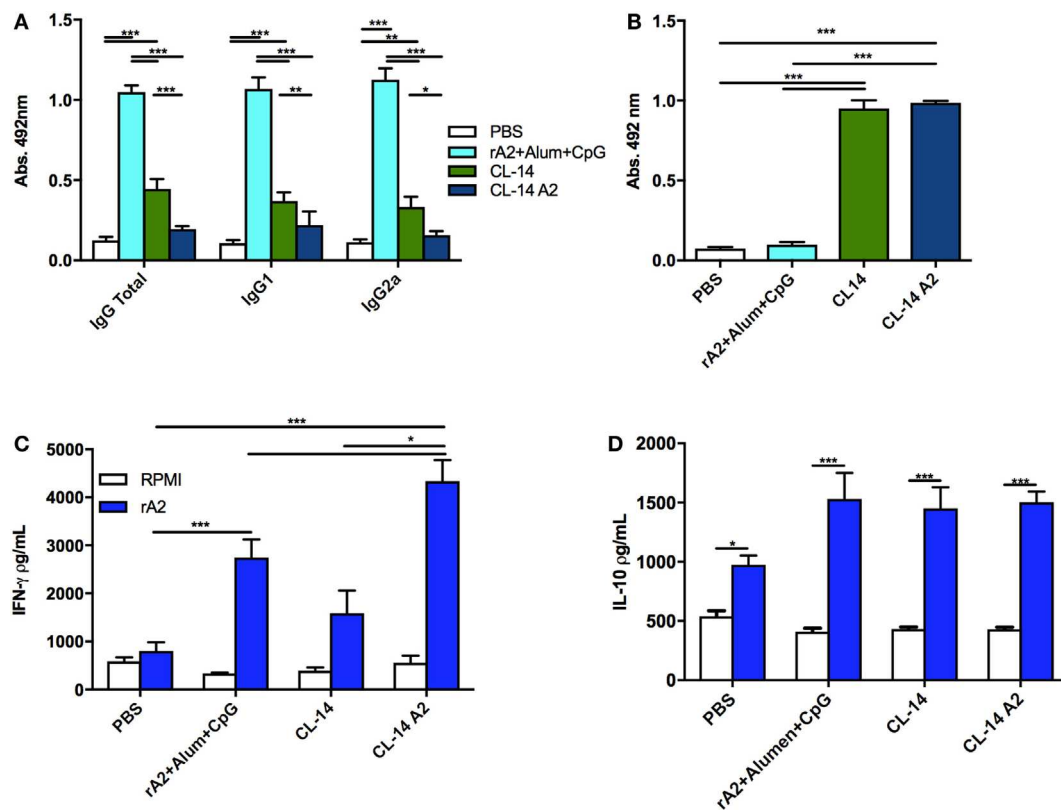 A
Abs. 492nm
1.5
1.0
0.5
0.0
***
***
***
***
***
**
***
**
***
*
IgG Total
IgG1
IgG2a
PBS
rA2+Alum+CpG
CL-14
CL-14 A2
B
Abs. 492 nm
1.5
1.0
0.5
0.0
***
***
***
PBS
rA2+Alum+CpG
CL14
CL-14 A2
C
IFN-γ ρg/mL
5000
4000
3000
2000
1000
0
RPMI
rA2
***
*
***
PBS
rA2+Alum+CpG
CL-14
CL-14 A2
D
IL-10 ρg/mL
2000
1500
1000
500
0
*
***
***
***
PBS
rA2+Alumen+CpG
CL-14
CL-14 A2